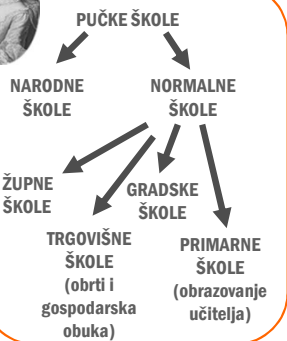 PUČKE ŠKOLE
NARODNE
ŠKOLE
NORMALNE
ŠKOLE
ŽUPNE
ŠKOLE
GRADSKE
ŠKOLE
TRGOVIŠNE
ŠKOLE
(obrti i
gospodarska
obuka)
PRIMARNE
ŠKOLE
(obrazovanje
učitelja)